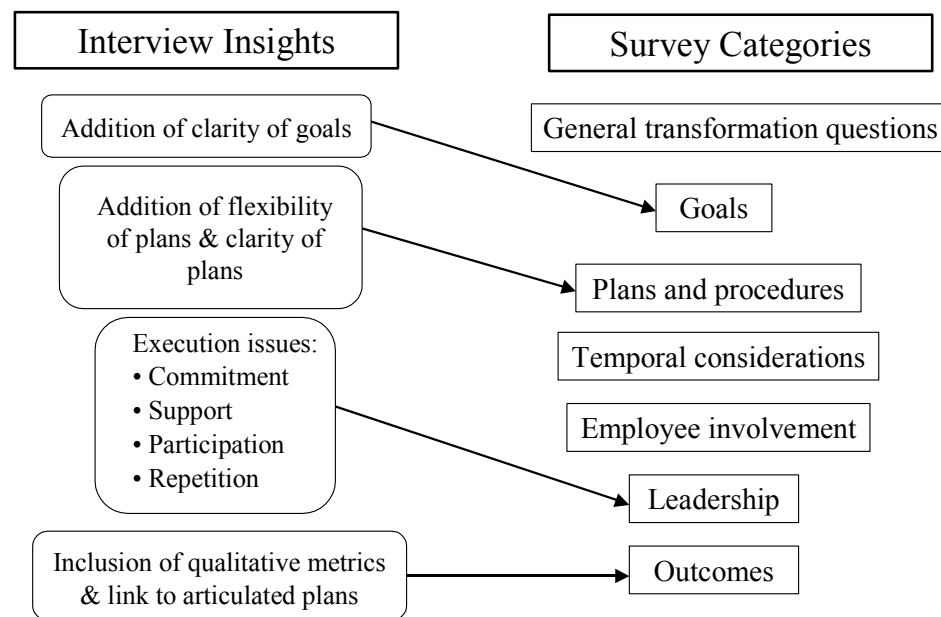 Interview Insights
Survey Categories
Addition of clarity of goals
General transformation questions
Goals
Addition of flexibility
of plans & clarity of
plans
Plans and procedures
Execution issues:
• Commitment
• Support
• Participation
• Repetition
Temporal considerations
Employee involvement
Leadership
Inclusion of qualitative metrics
& link to articulated plans
Outcomes